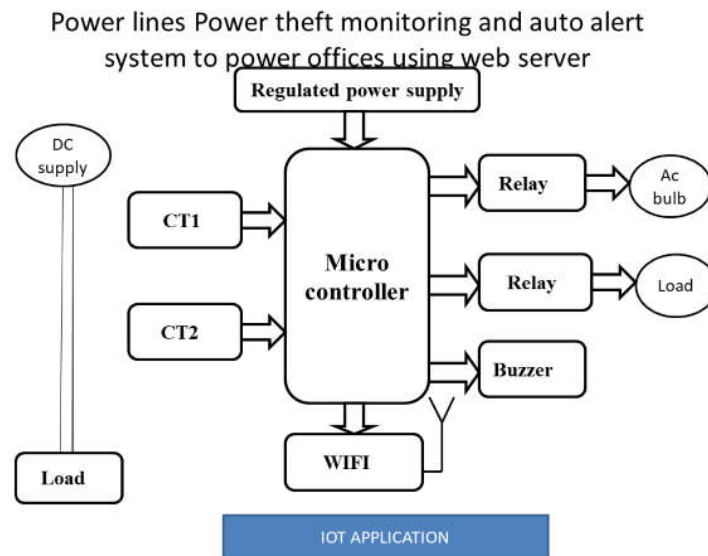 Power lines Power theft monitoring and auto alert
system to power offices using web server
Regulated power supply
DC
supply
Relay
Ac
bulb
CT1
Micro
controller
Relay
Load
CT2
Buzzer
WIFI
Load
IOT APPLICATION